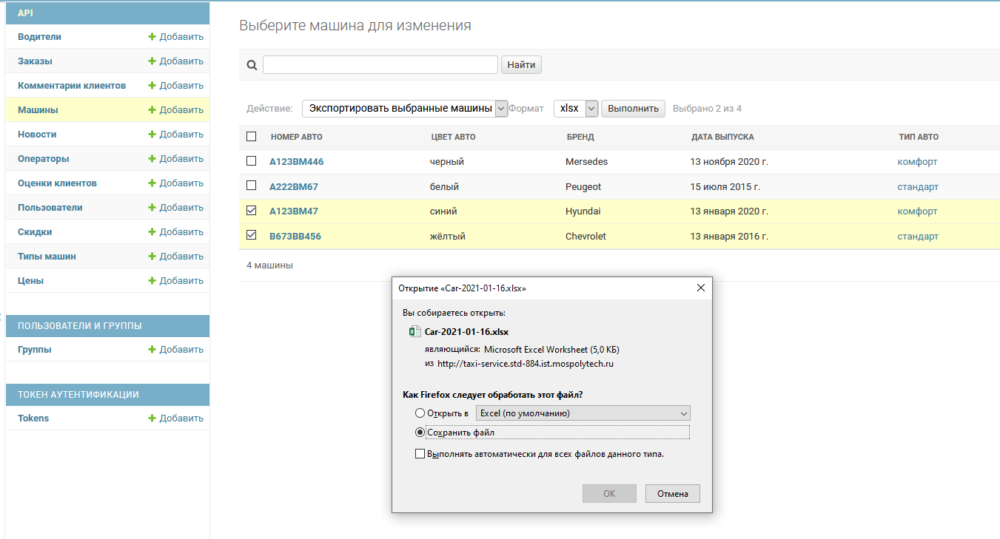 API
Водители Добавить
Заказы Добавить
Комментарии клиентов Добавить
Машины Добавить
Новости Добавить
Операторы Добавить
Оценки клиентов Добавить
Пользователи Добавить
Скидки Добавить
Типы машин Добавить
Цены Добавить
ПОЛЬЗОВАТЕЛИ И ГРУППЫ
Группы Добавить
ТОКЕН АУТЕНТИФИКАЦИИ
Tokens Добавить
Выберите машина для изменения
Найти
Действие: Экспортировать выбранные машины Формат xlsx Выполнить Выбрано 2 из 4
НОМЕР АВТО ЦВЕТ АВТО БРЕНД ДАТА ВЫПУСКА ТИП АВТО
А123ВМ446 черный Mersedes 13 ноября 2020 г. комфорт
А222ВМ67 белый Peugeot 15 июля 2015 г. стандарт
А123ВМ47 синий Hyundai 13 января 2020 г. комфорт
В673ВВ456 жёлтый Chevrolet 13 января 2016 г. стандарт
4 машины
Открытие «Car-2021-01-16.xlsx»
Вы собираетесь открыть:
Car-2021-01-16.xlsx
являющийся: Microsoft Excel Worksheet (5,0 КБ)
из http://taxi-service.std-884.ist.mospolytech.ru
Как Firefox следует обработать этот файл?
Открыть в Excel (по умолчанию)
Сохранить файл
Выполнять автоматически для всех файлов данного типа.
ОК Отмена